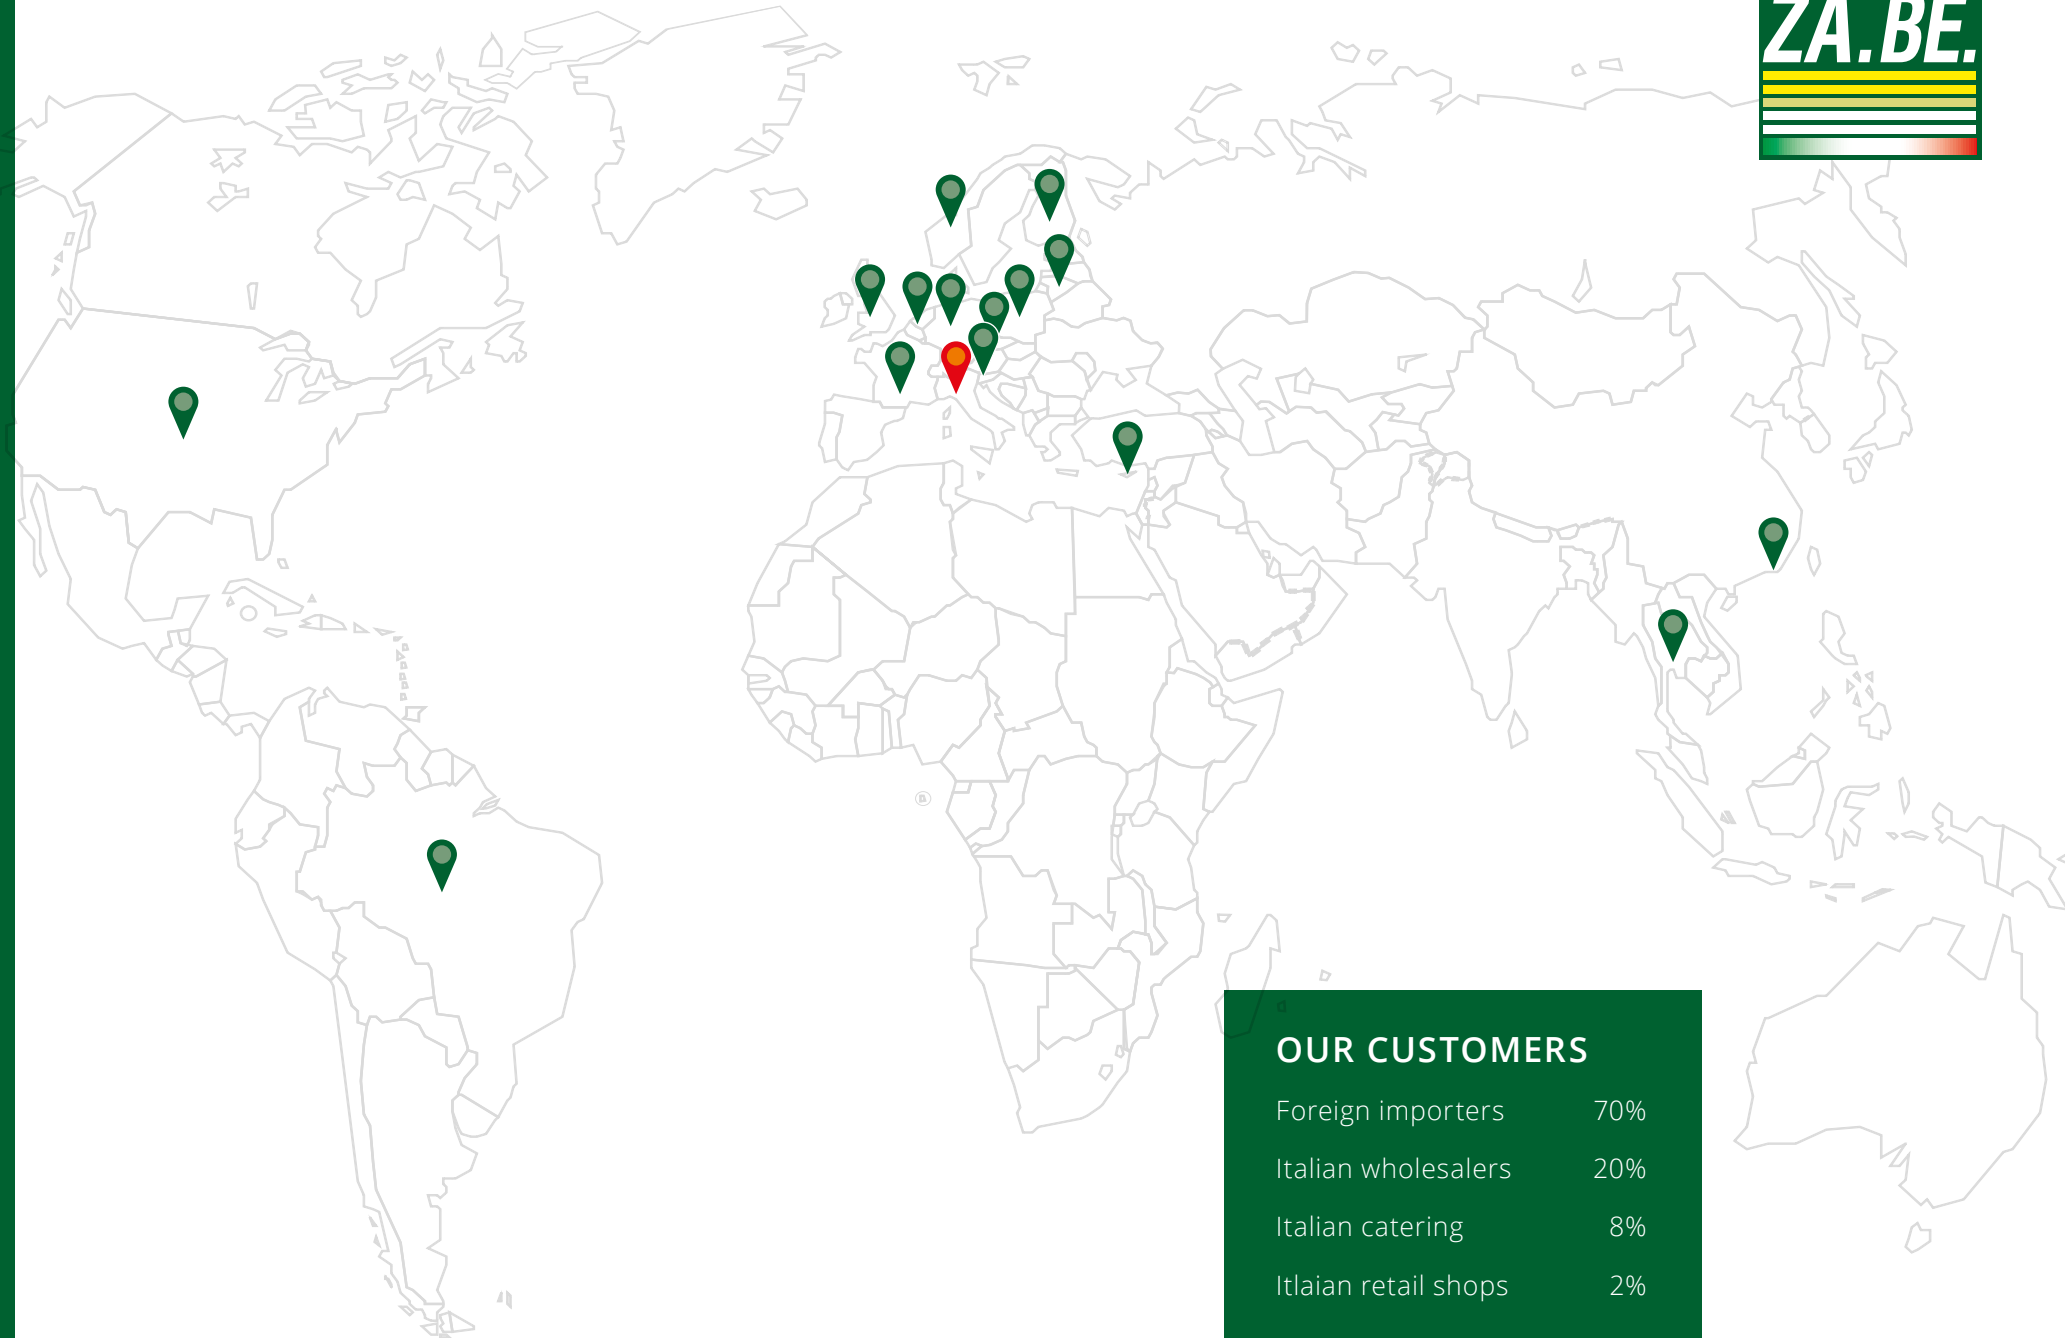 ZA.BE.
OUR CUSTOMERS
Foreign importers 70%
Italian wholesalers 20%
Italian catering 8%
Itlaian retail shops 2%